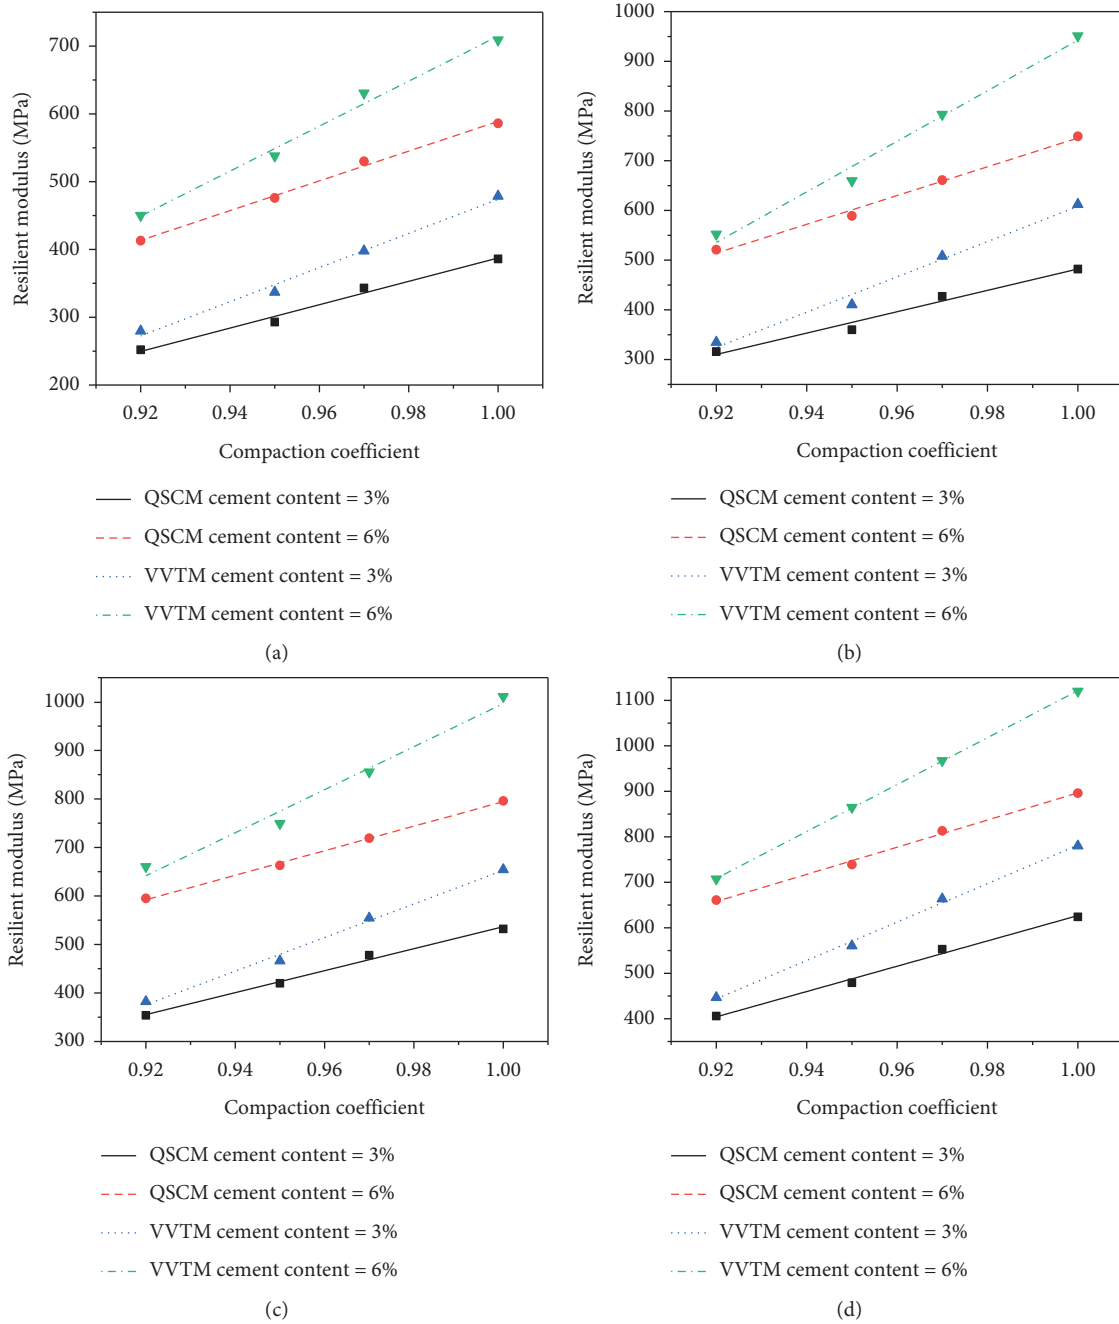 700
600
500
400
300
200
Resilient modulus (MPa)
0.92 0.94 0.96 0.98 1.00
Compaction coefficient
QSCM cement content = 3%
QSCM cement content = 6%
VVTM cement content = 3%
VVTM cement content = 6%
(a)
1000
900
800
700
600
500
400
300
Resilient modulus (MPa)
0.92 0.94 0.96 0.98 1.00
Compaction coefficient
QSCM cement content = 3%
QSCM cement content = 6%
VVTM cement content = 3%
VVTM cement content = 6%
(b)
1000
900
800
700
600
500
400
300
Resilient modulus (MPa)
0.92 0.94 0.96 0.98 1.00
Compaction coefficient
QSCM cement content = 3%
QSCM cement content = 6%
VVTM cement content = 3%
VVTM cement content = 6%
(c)
1100
1000
900
800
700
600
500
400
Resilient modulus (MPa)
0.92 0.94 0.96 0.98 1.00
Compaction coefficient
QSCM cement content = 3%
QSCM cement content = 6%
VVTM cement content = 3%
VVTM cement content = 6%
(d)